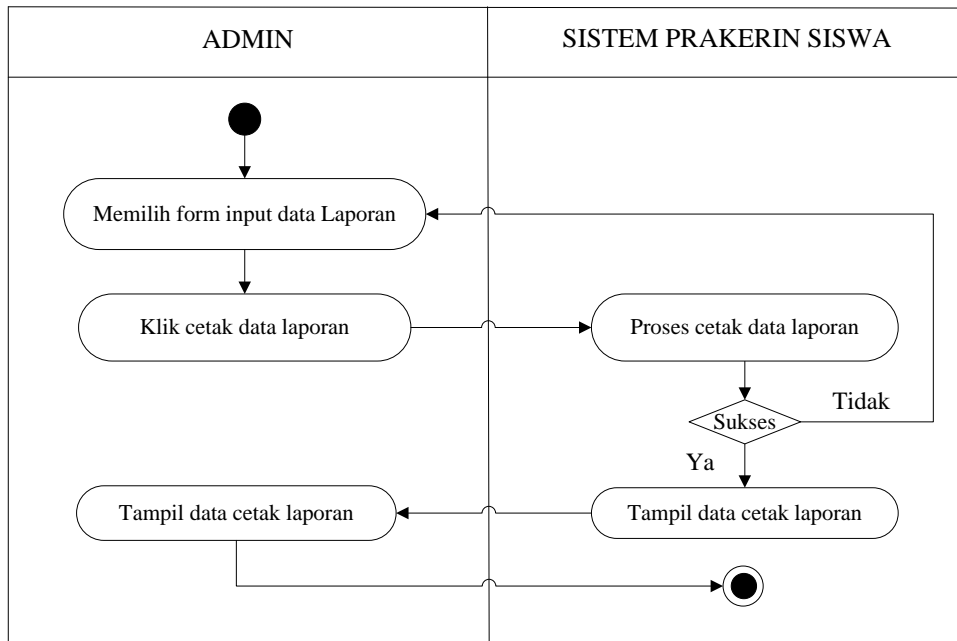 ADMIN
SISTEM PRAKERIN SISWA
Memilih form input data Laporan
Klik cetak data laporan
Proses cetak data laporan
Sukses
Tidak
Ya
Tampil data cetak laporan
Tampil data cetak laporan